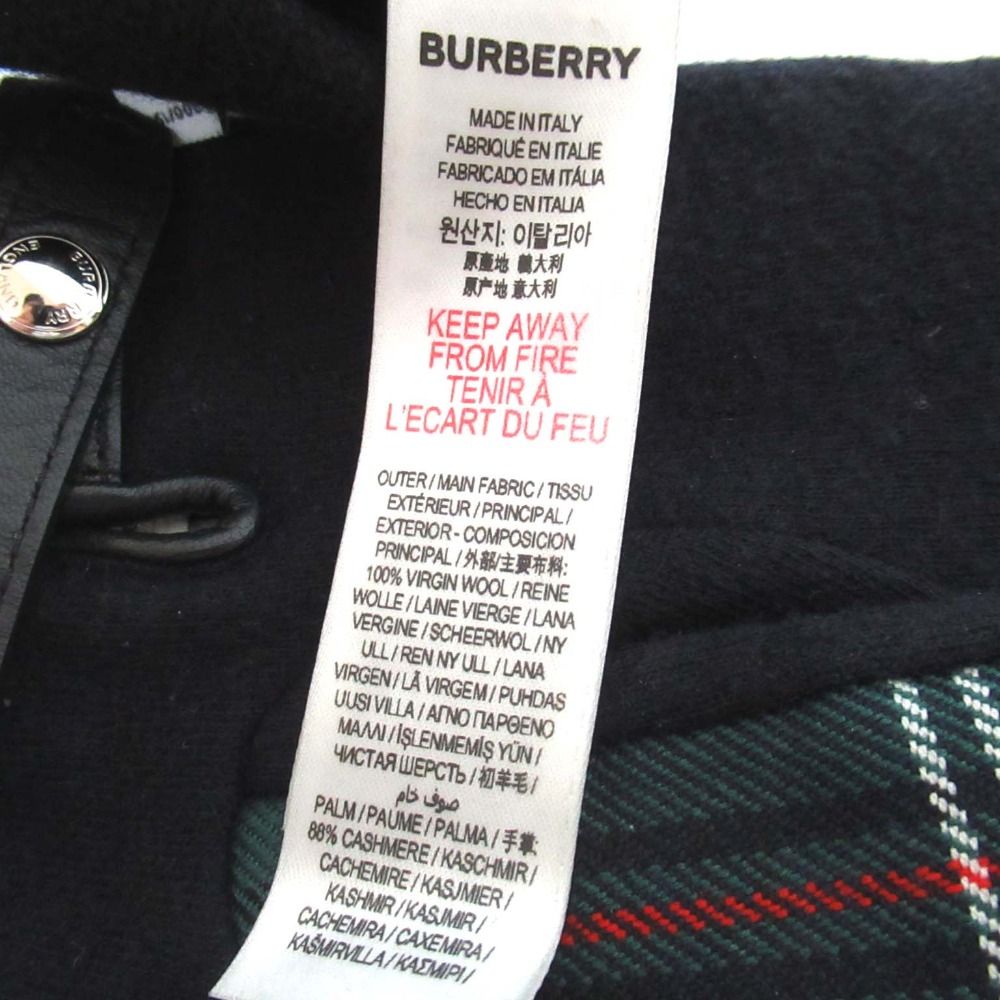 BURBERRY
MADE IN ITALY
FABRIQUÉ EN ITALIE
FABRICADO EM ITÁLIA
HECHO EN ITALIA
원산지: 이탈리아
原產地 義大利
原产地 意大利
KEEP AWAY
FROM FIRE
TENIR À
L'ECART DU FEU
OUTER / MAIN FABRIC / TISSU
EXTÉRIEUR / PRINCIPAL /
EXTERIOR - COMPOSICION
PRINCIPAL / 外部/主要布料:
100% VIRGIN WOOL / REINE
WOLLE / LAINE VIERGE / LANA
VERGINE / SCHEERWOL / NY
ULL / REN NY ULL / LANA
VIRGEN / LÃ VIRGEM / PUHDAS
UUSI VILLA / ΑΓΝΟ ΠΑΡΘΕΝΟ
ΜΑΛΛΙ / İŞLENMEMİŞ YÜN /
ЧИСТАЯ ШЕРСТЬ / 初羊毛 /
صوف خام
PALM / PAUME / PALMA / 手掌:
88% CASHMERE / KASCHMIR /
CACHEMIRE / KASJMIER /
KASHMIR / KASJMIR /
CACHEMIRA / CAXEMIRA /
KAŠMIRVILLA / ΚΑΣΜΙΡΙ /
BURBERRY